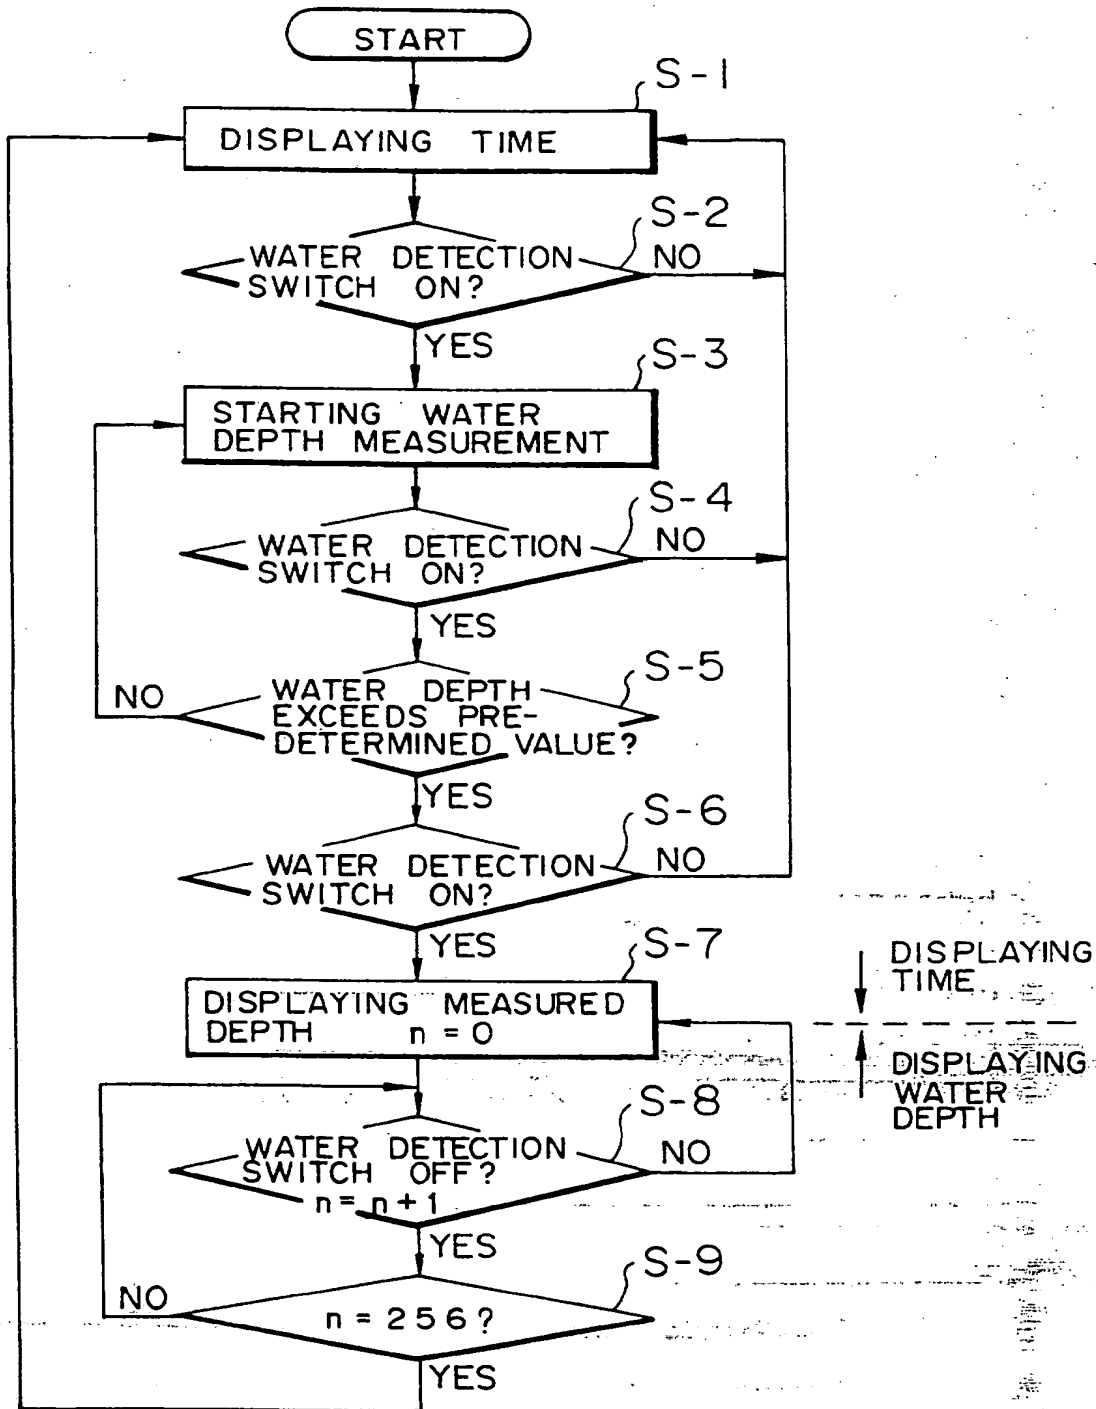 START
S-1
DISPLAYING TIME
S-2
WATER DETECTION
SWITCH ON?
NO
YES
S-3
STARTING WATER
DEPTH MEASUREMENT
S-4
WATER DETECTION
SWITCH ON?
NO
YES
S-5
NO
WATER DEPTH
EXCEEDS PRE-
DETERMINED VALUE?
YES
S-6
WATER DETECTION
SWITCH ON?
NO
YES
S-7
DISPLAYING MEASURED
DEPTH n = 0
DISPLAYING
TIME
DISPLAYING
WATER
DEPTH
S-8
WATER DETECTION
SWITCH OFF?
n = n + 1
NO
YES
S-9
NO
n = 256?
YES